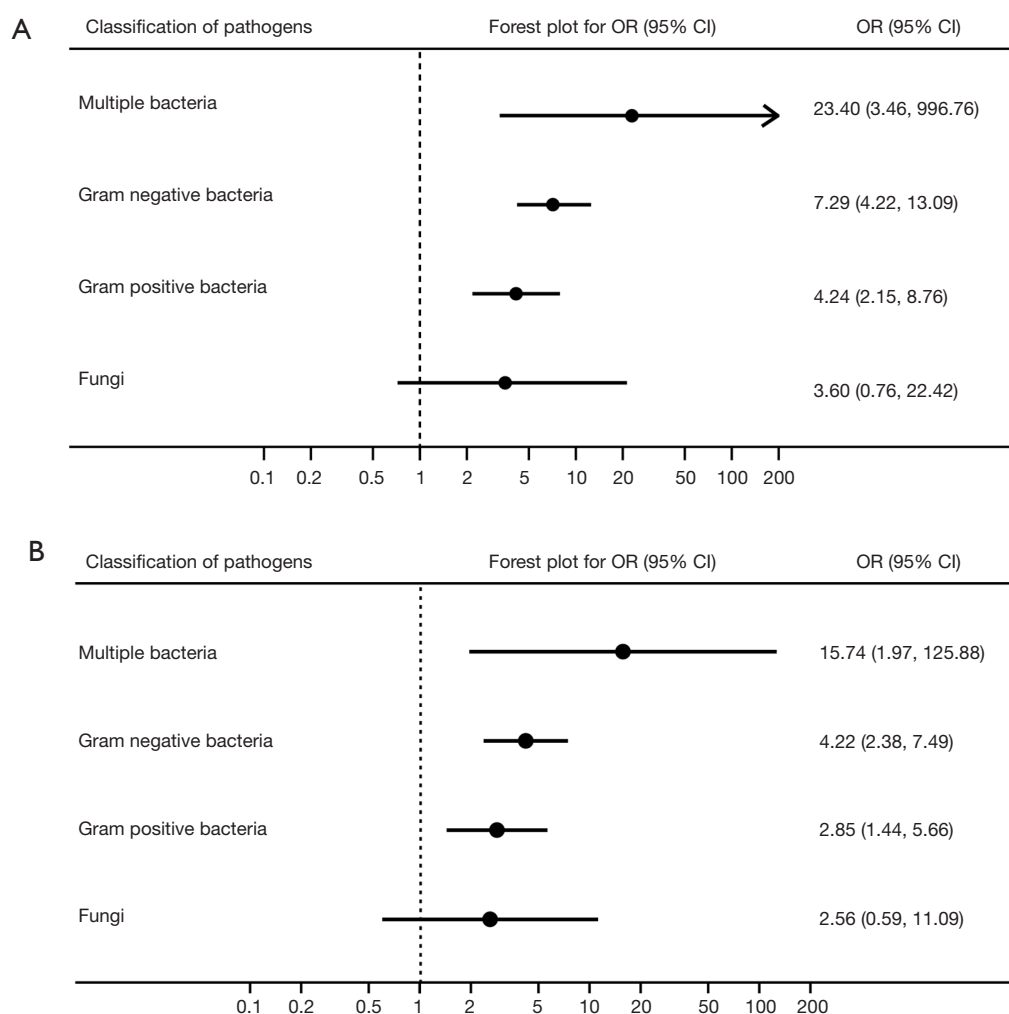 A
Classification of pathogens Forest plot for OR (95% CI) OR (95% CI)
Multiple bacteria 23.40 (3.46, 996.76)
Gram negative bacteria 7.29 (4.22, 13.09)
Gram positive bacteria 4.24 (2.15, 8.76)
Fungi 3.60 (0.76, 22.42)
0.1 0.2 0.5 1 2 5 10 20 50 100 200
B
Classification of pathogens Forest plot for OR (95% CI) OR (95% CI)
Multiple bacteria 15.74 (1.97, 125.88)
Gram negative bacteria 4.22 (2.38, 7.49)
Gram positive bacteria 2.85 (1.44, 5.66)
Fungi 2.56 (0.59, 11.09)
0.1 0.2 0.5 1 2 5 10 20 50 100 200